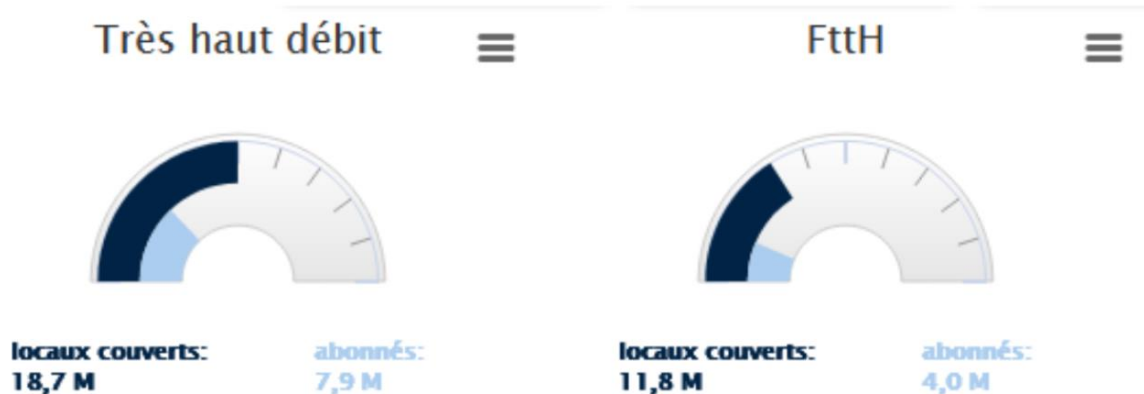 Très haut débit
FttH
locaux couverts:
abonnés:
18,7 M
7,9 M
locaux couverts:
abonnés:
11,8 M
4,0 M